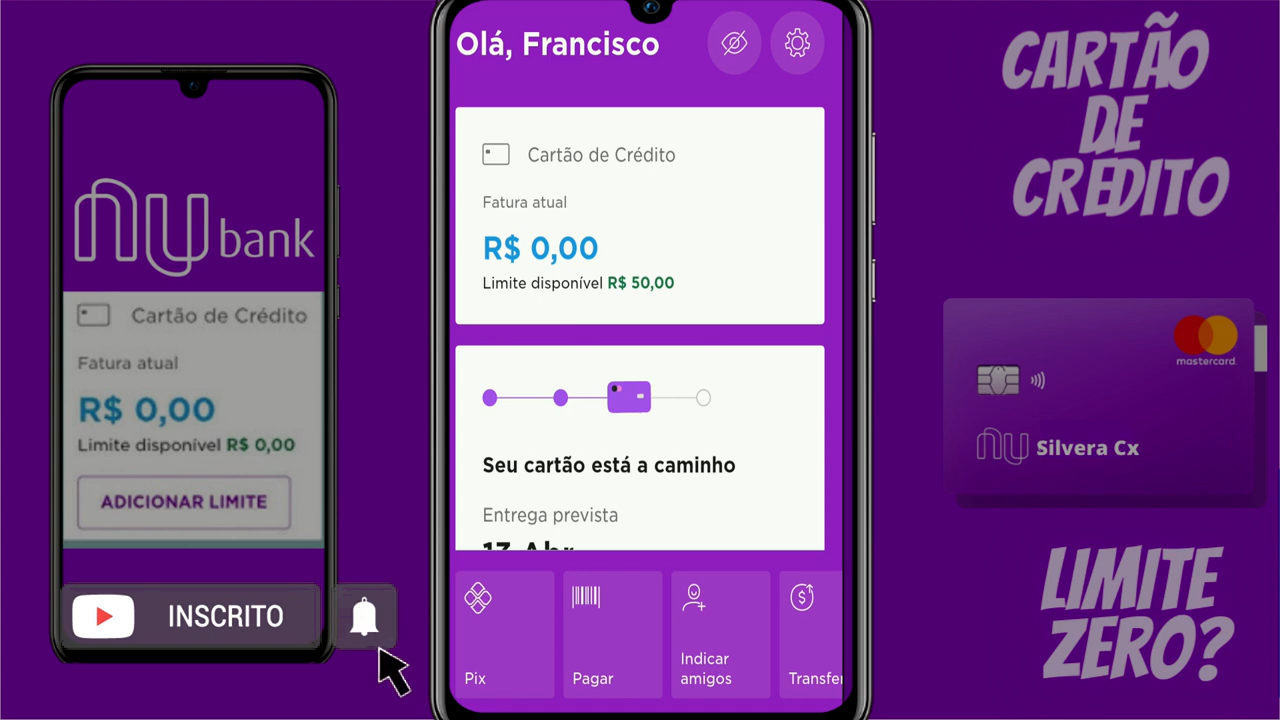 nu bank
Cartão de Crédito
Fatura atual
R$ 0,00
Limite disponível R$ 0,00
ADICIONAR LIMITE
INSCRITO
Olá, Francisco
Cartão de Crédito
Fatura atual
R$ 0,00
Limite disponível R$ 50,00
Seu cartão está a caminho
Entrega prevista
Pix
Pagar
Indicar
amigos
CARTÃO
DE
CRÉDITO
mastercard.
nu Silvera Cx
LIMITE
ZERO?